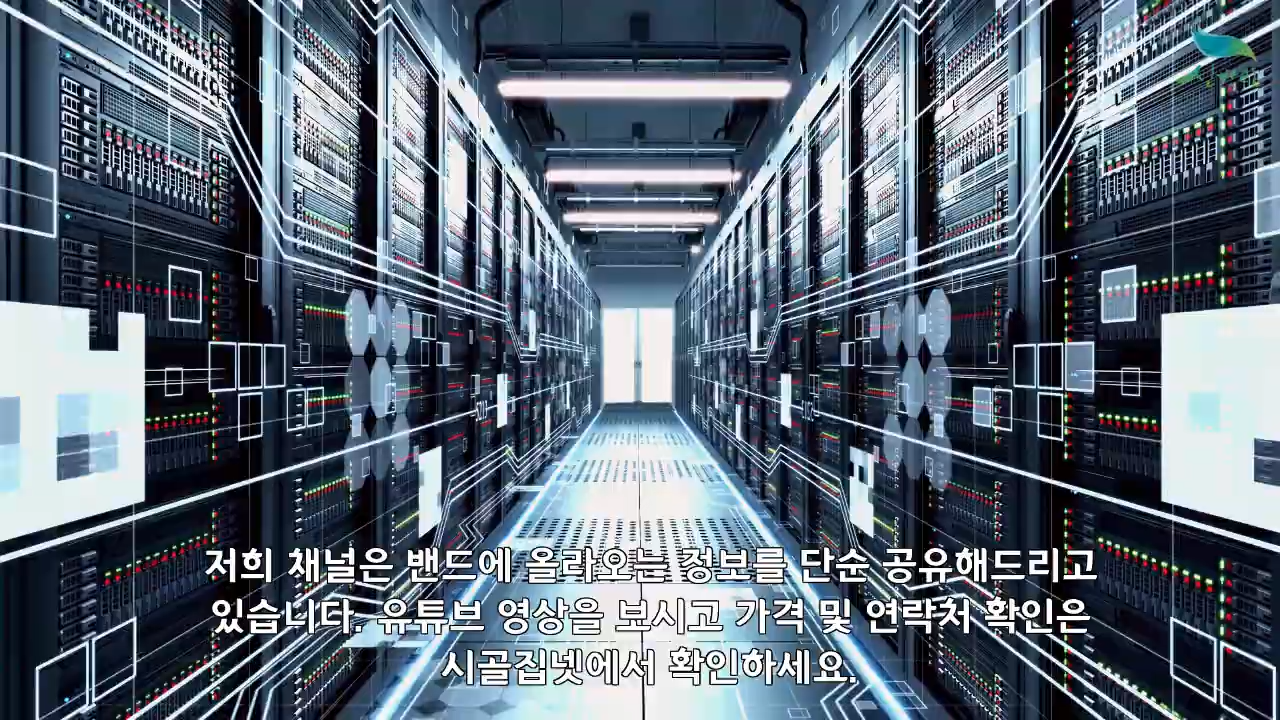 저희 채널은 밴드에 올라오는 정보를 단순 공유해드리고
있습니다. 유튜브 영상을 보시고 가격 및 연락처 확인은
시골집넷에서 확인하세요.